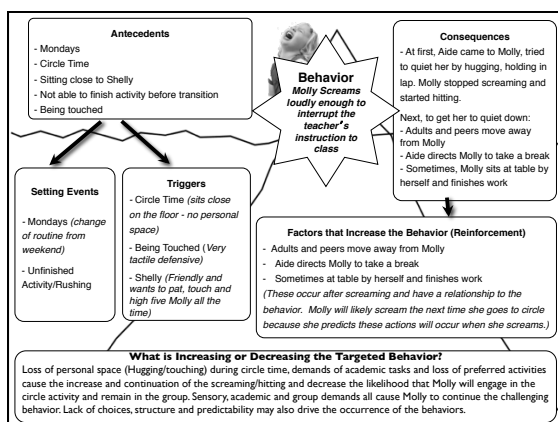 Antecedents
- Mondays
- Circle Time
- Sitting close to Shelly
- Not able to finish activity before transition
- Being touched
Behavior
Molly Screams
loudly enough to
interrupt the
teacher's
instruction to
class
Consequences
- At first, Aide came to Molly, tried
to quiet her by hugging, holding in
lap. Molly stopped screaming and
started hitting.
Next, to get her to quiet down:
- Adults and peers move away
from Molly
- Aide directs Molly to take a break
- Sometimes, Molly sits at table by
herself and finishes work
Setting Events
- Mondays (change
of routine from
weekend)
- Unfinished
Activity/Rushing
Triggers
- Circle Time (sits close
on the floor - no personal
space)
- Being Touched (Very
tactile defensive)
- Shelly (Friendly and
wants to pat, touch and
high five Molly all the
time)
Factors that Increase the Behavior (Reinforcement)
- Adults and peers move away from Molly
- Aide directs Molly to take a break
- Sometimes at table by herself and finishes work
(These occur after screaming and have a relationship to the
behavior. Molly will likely scream the next time she goes to circle
because she predicts these actions will occur when she screams.)
What is Increasing or Decreasing the Targeted Behavior?
Loss of personal space (Hugging/touching) during circle time, demands of academic tasks and loss of preferred activities
cause the increase and continuation of the screaming/hitting and decrease the likelihood that Molly will engage in the
circle activity and remain in the group. Sensory, academic and group demands all cause Molly to continue the challenging
behavior. Lack of choices, structure and predictability may also drive the occurrence of the behaviors.